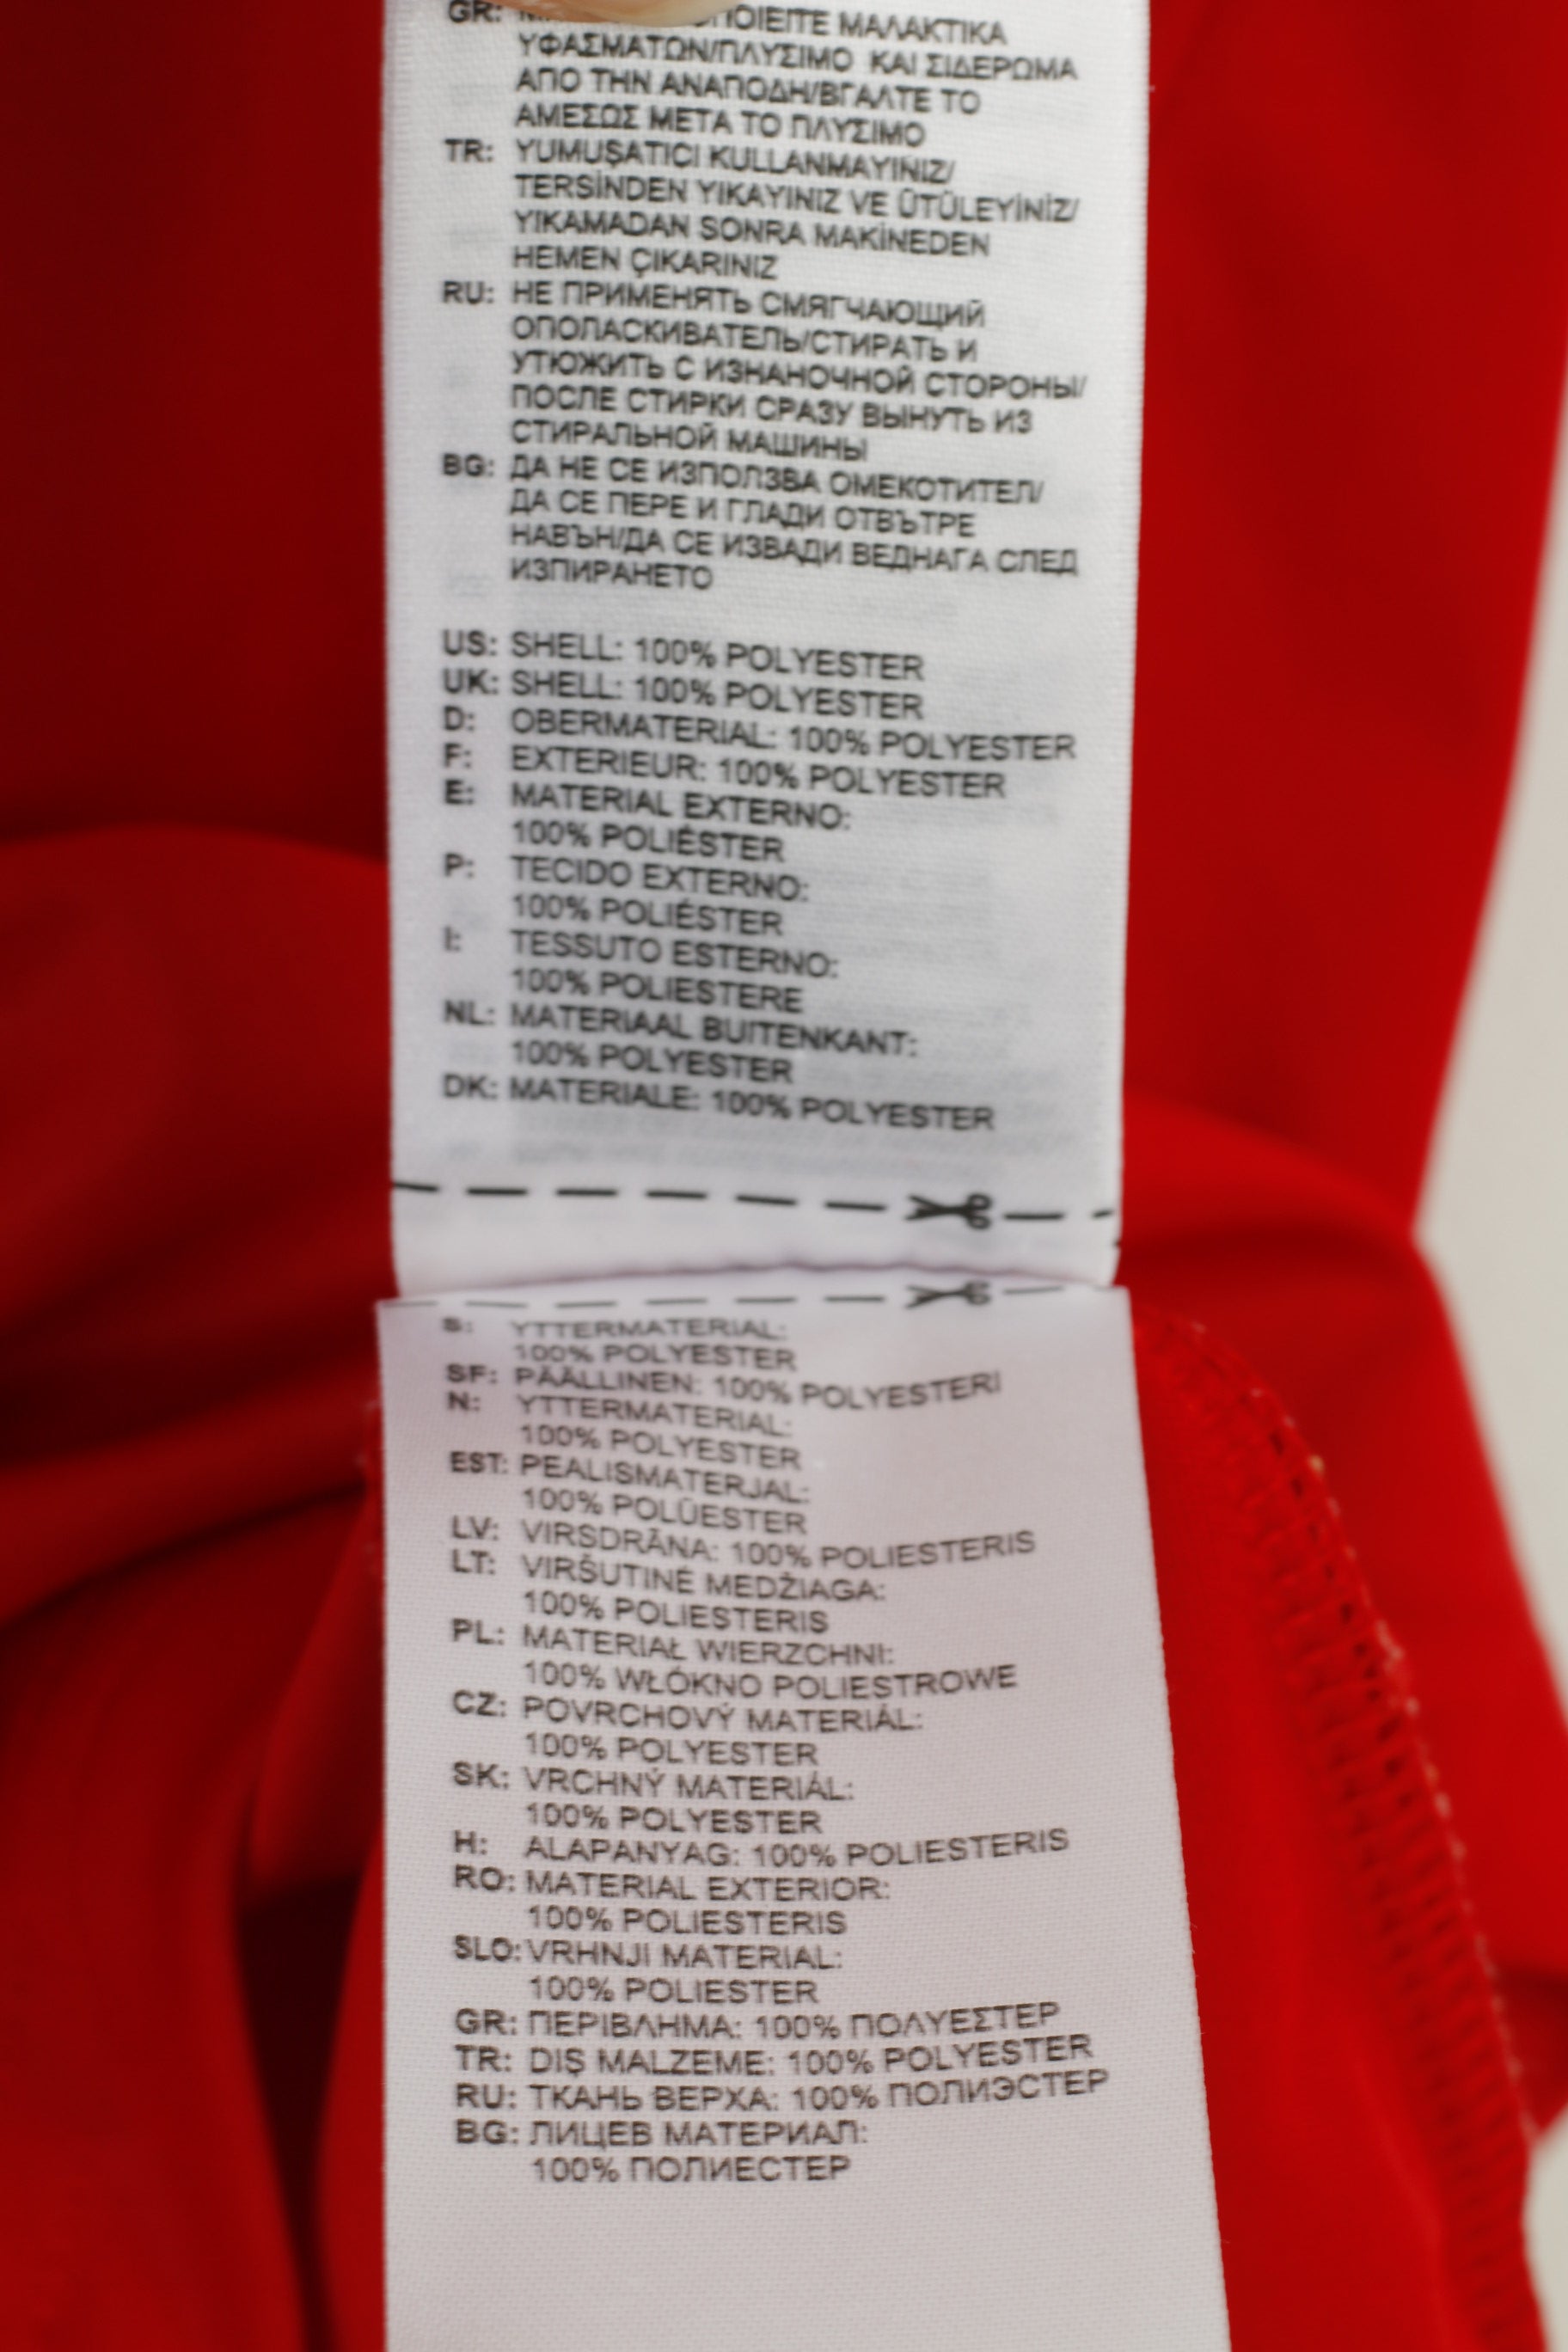 GR: ΠΟΙΕΙΤΕ ΜΑΛΑΚΤΙΚΑ
ΥΦΑΣΜΑΤΩΝ/ΠΛΥΣΙΜΟ ΚΑΙ ΣΙΔΕΡΩΜΑ
ΑΠΟ ΤΗΝ ΑΝΑΠΟΔΗ/ΒΓΑΛΤΕ ΤΟ
ΑΜΕΣΩΣ ΜΕΤΑ ΤΟ ΠΛΥΣΙΜΟ
TR: YUMUŞATICI KULLANMAYINIZ/
TERSİNDEN YIKAYINIZ VE ÜTÜLEYİNİZ/
YIKAMADAN SONRA MAKİNEDEN
HEMEN ÇIKARINIZ
RU: НЕ ПРИМЕНЯТЬ СМЯГЧАЮЩИЙ
ОПОЛАСКИВАТЕЛЬ/СТИРАТЬ И
УТЮЖИТЬ С ИЗНАНОЧНОЙ СТОРОНЫ/
ПОСЛЕ СТИРКИ СРАЗУ ВЫНУТЬ ИЗ
СТИРАЛЬНОЙ МАШИНЫ
BG: ДА НЕ СЕ ИЗПОЛЗВА ОМЕКОТИТЕЛ/
ДА СЕ ПЕРЕ И ГЛАДИ ОТВЪТРЕ
НАВЪН/ДА СЕ ИЗВАДИ ВЕДНАГА СЛЕД
ИЗПИРАНЕТО
US: SHELL: 100% POLYESTER
UK: SHELL: 100% POLYESTER
D: OBERMATERIAL: 100% POLYESTER
F: EXTERIEUR: 100% POLYESTER
E: MATERIAL EXTERNO:
100% POLIÉSTER
P: TECIDO EXTERNO:
100% POLIÉSTER
I: TESSUTO ESTERNO:
100% POLIESTERE
NL: MATERIAAL BUITENKANT:
100% POLYESTER
DK: MATERIALE: 100% POLYESTER
S: YTTERMATERIAL:
100% POLYESTER
SF: PÄÄLLINEN: 100% POLYESTERI
N: YTTERMATERIAL:
100% POLYESTER
EST: PEALISMATERJAL:
100% POLÜESTER
LV: VIRSDRĀNA: 100% POLIESTERIS
LT: VIRŠUTINĖ MEDŽIAGA:
100% POLIESTERIS
PL: MATERIAŁ WIERZCHNI:
100% WŁÓKNO POLIESTROWE
CZ: POVRCHOVÝ MATERIÁL:
100% POLYESTER
SK: VRCHNÝ MATERIÁL:
100% POLYESTER
H: ALAPANYAG: 100% POLIESTERIS
RO: MATERIAL EXTERIOR:
100% POLIESTERIS
SLO: VRHNJI MATERIAL:
100% POLIESTER
GR: ΠΕΡΙΒΛΗΜΑ: 100% ΠΟΛΥΕΣΤΕΡ
TR: DIŞ MALZEME: 100% POLYESTER
RU: ТКАНЬ ВЕРХА: 100% ПОЛИЭСТЕР
BG: ЛИЦЕВ МАТЕРИАЛ:
100% ПОЛИЕСТЕР